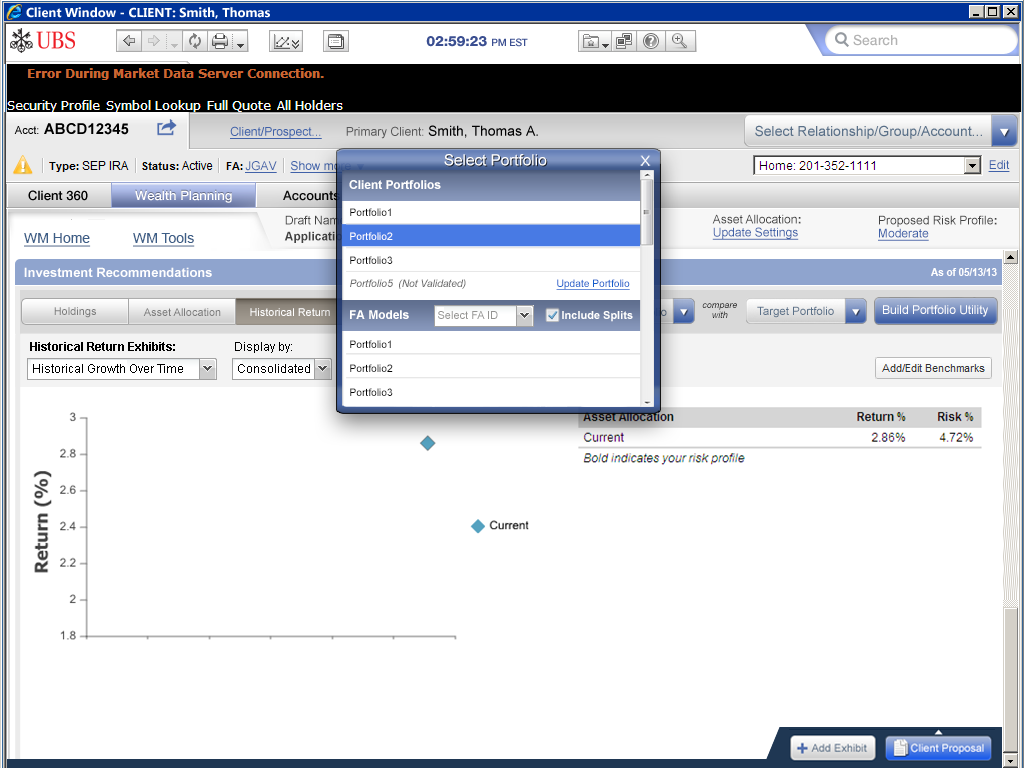 Client Window - CLIENT: Smith, Thomas
UBS
02:59:23 PM EST
Search
Error During Market Data Server Connection.
Security Profile Symbol Lookup Full Quote All Holders
Acct: ABCD12345
Client/Prospect...
Primary Client: Smith, Thomas A.
Select Relationship/Group/Account...
Type: SEP IRA
Status: Active
FA: JGAV
Show more
Home: 201-352-1111
Edit
Client 360
Wealth Planning
Accounts
WM Home
WM Tools
Draft
Asset Allocation:
Update Settings
Proposed Risk Profile:
Moderate
Investment Recommendations
As of 05/13/13
Holdings
Asset Allocation
Historical Return
compare
with
Target Portfolio
Build Portfolio Utility
Select Portfolio
X
Client Portfolios
Portfolio1
Portfolio2
Portfolio3
Portfolio5 (Not Validated)
Update Portfolio
FA Models
Select FA ID
Include Splits
Portfolio1
Portfolio2
Portfolio3
Historical Return Exhibits:
Historical Growth Over Time
Display by:
Consolidated
Add/Edit Benchmarks
Return (%)
3
2.8
2.6
2.4
2.2
2
1.8
Current
Asset Allocation Return % Risk %
Current 2.86% 4.72%
Bold indicates your risk profile
Add Exhibit
Client Proposal